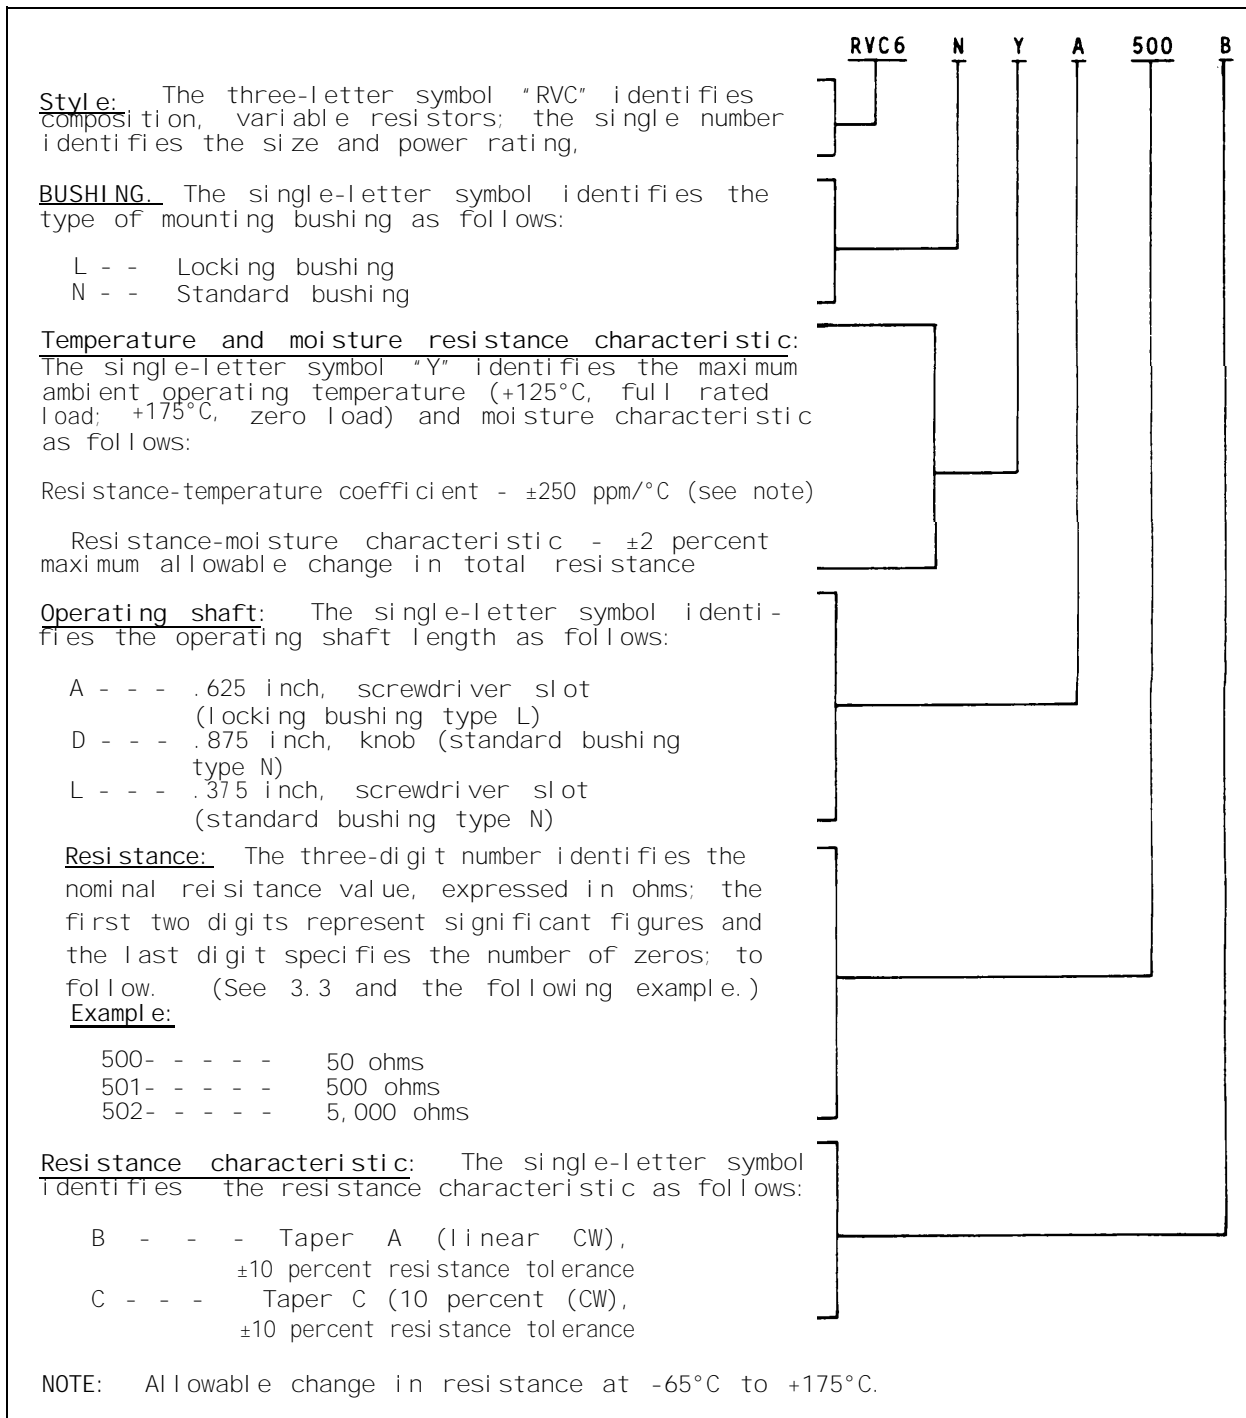 RVC6 N Y A 500 B
Style: The three-letter symbol "RVC" identifies
composition, variable resistors; the single number
identifies the size and power rating,
BUSHING. The single-letter symbol identifies the
type of mounting bushing as follows:
L - - Locking bushing
N - - Standard bushing
Temperature and moisture resistance characteristic:
The single-letter symbol "Y" identifies the maximum
ambient operating temperature (+125°C, full rated
load; +175°C, zero load) and moisture characteristic
as follows:
Resistance-temperature coefficient - ±250 ppm/°C (see note)
Resistance-moisture characteristic - ±2 percent
maximum allowable change in total resistance
Operating shaft: The single-letter symbol identi-
fies the operating shaft length as follows:
A - - - .625 inch, screwdriver slot
(locking bushing type L)
D - - - .875 inch, knob (standard bushing
type N)
L - - - .375 inch, screwdriver slot
(standard bushing type N)
Resistance: The three-digit number identifies the
nominal reisitance value, expressed in ohms; the
first two digits represent significant figures and
the last digit specifies the number of zeros; to
follow. (See 3.3 and the following example.)
Example:
500- - - - - 50 ohms
501- - - - - 500 ohms
502- - - - - 5,000 ohms
Resistance characteristic: The single-letter symbol
identifies the resistance characteristic as follows:
B - - - Taper A (linear CW),
±10 percent resistance tolerance
C - - - Taper C (10 percent (CW),
±10 percent resistance tolerance
NOTE: Allowable change in resistance at -65°C to +175°C.